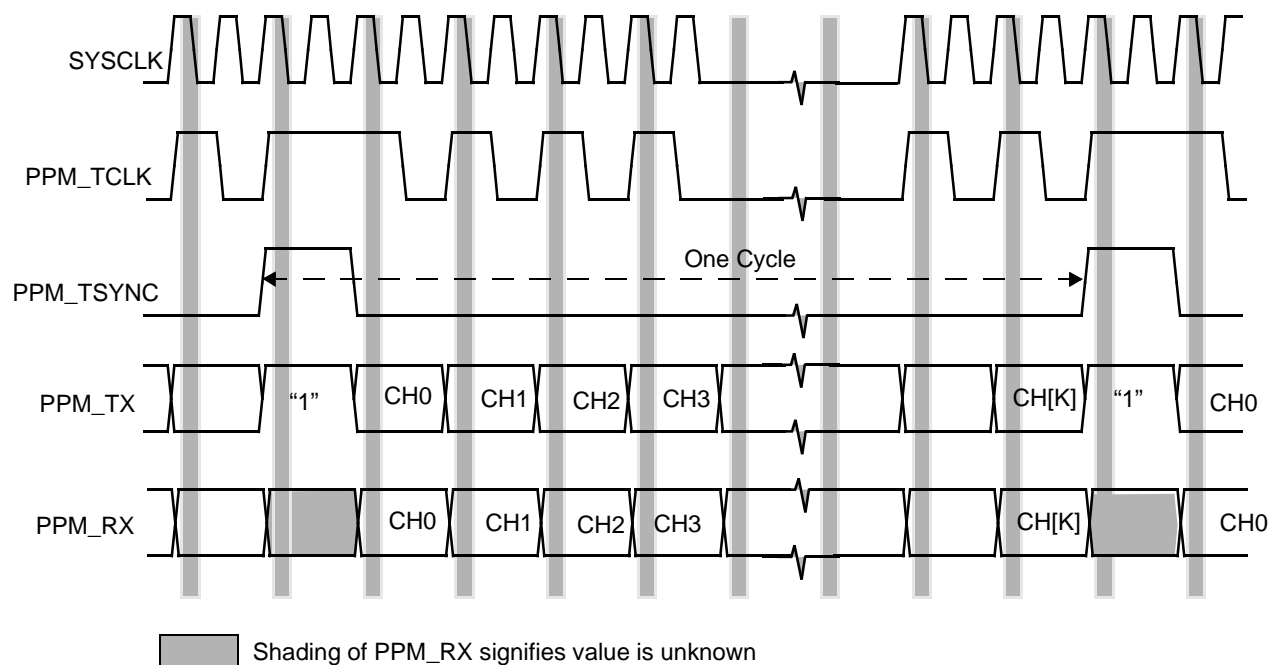 SYSCLK
PPM_TCLK
One Cycle
PPM_TSYNC
PPM_TX “1” CH0 CH1 CH2 CH3 CH[K] “1” CH0
PPM_RX CH0 CH1 CH2 CH3 CH[K] CH0
Shading of PPM_RX signifies value is unknown